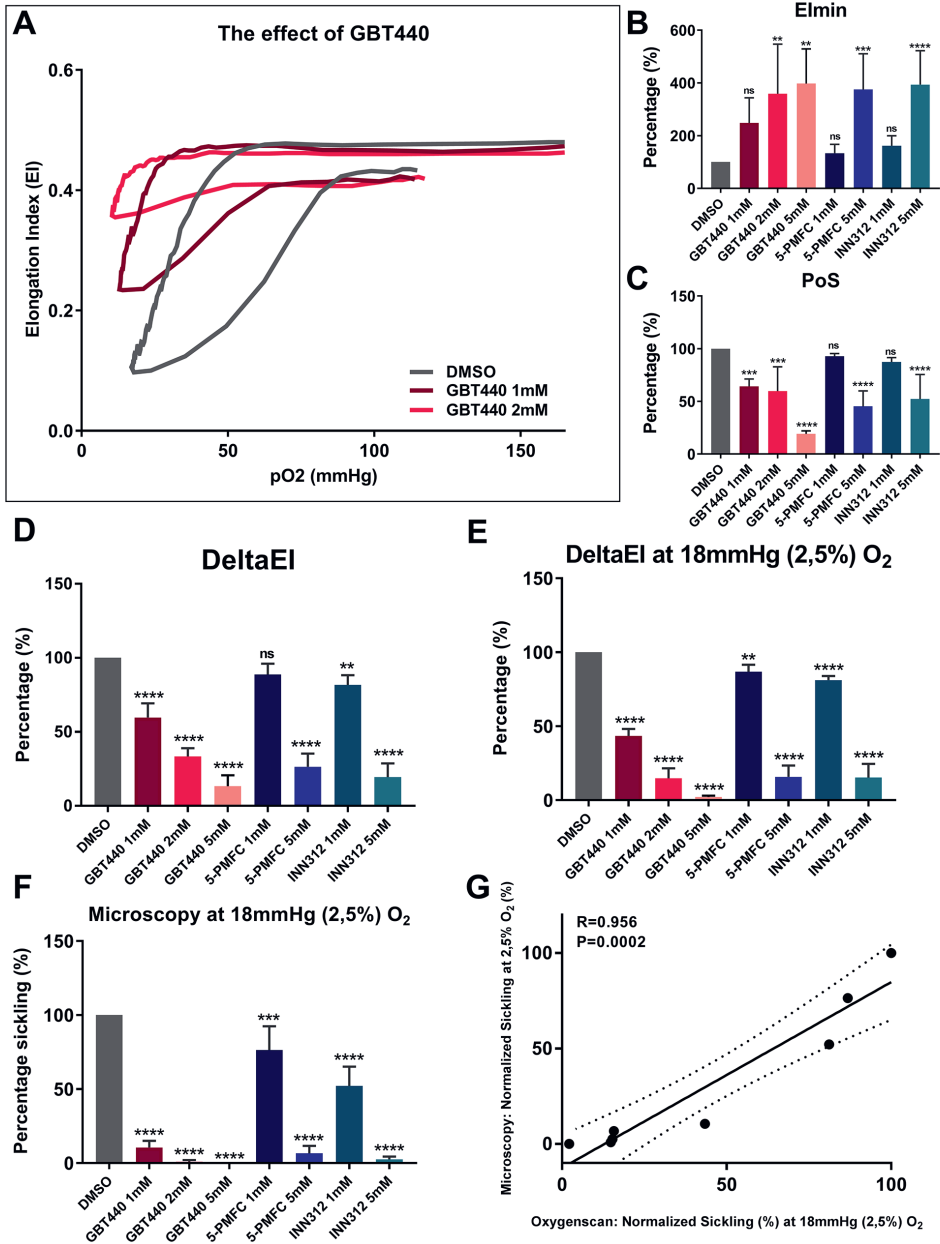 A
The effect of GBT440
Elongation Index (EI)
0.6
0.4
0.2
0.0
0
50
100
150
pO2 (mmHg)
DMSO
GBT440 1mM
GBT440 2mM
B
EImin
Percentage (%)
600
400
200
0
ns
**
**
ns
***
ns
****
DMSO
GBT440 1mM
GBT440 2mM
GBT440 5mM
5-PMFC 1mM
5-PMFC 5mM
INN312 1mM
INN312 5mM
C
PoS
Percentage (%)
150
100
50
0
***
***
****
ns
****
ns
****
DMSO
GBT440 1mM
GBT440 2mM
GBT440 5mM
5-PMFC 1mM
5-PMFC 5mM
INN312 1mM
INN312 5mM
D
DeltaEI
Percentage (%)
150
100
50
0
****
****
****
ns
****
**
****
DMSO
GBT440 1mM
GBT440 2mM
GBT440 5mM
5-PMFC 1mM
5-PMFC 5mM
INN312 1mM
INN312 5mM
E
DeltaEI at 18mmHg (2,5%) O₂
Percentage (%)
150
100
50
0
****
****
****
**
****
****
****
DMSO
GBT440 1mM
GBT440 2mM
GBT440 5mM
5-PMFC 1mM
5-PMFC 5mM
INN312 1mM
INN312 5mM
F
Microscopy at 18mmHg (2,5%) O₂
Percentage sickling (%)
150
100
50
0
****
****
****
***
****
****
****
DMSO
GBT440 1mM
GBT440 2mM
GBT440 5mM
5-PMFC 1mM
5-PMFC 5mM
INN312 1mM
INN312 5mM
G
Microscopy: Normalized Sickling at 2,5% O₂ (%)
R=0.956
P=0.0002
100
50
0
0
50
100
Oxygenscan: Normalized Sickling (%) at 18mmHg (2,5%) O₂